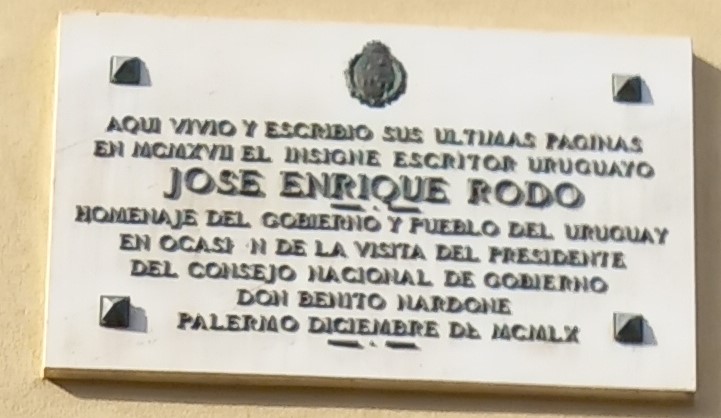 AQUI VIVIO Y ESCRIBIO SUS ULTIMAS PAGINAS
EN MCMXVII EL INSIGNE ESCRITOR URUGUAYO
JOSE ENRIQUE RODO
HOMENAJE DEL GOBIERNO Y PUEBLO DEL URUGUAY
EN OCASI N DE LA VISITA DEL PRESIDENTE
DEL CONSEJO NACIONAL DE GOBIERNO
DON BENITO NARDONE
PALERMO DICIEMBRE DE MCMLX